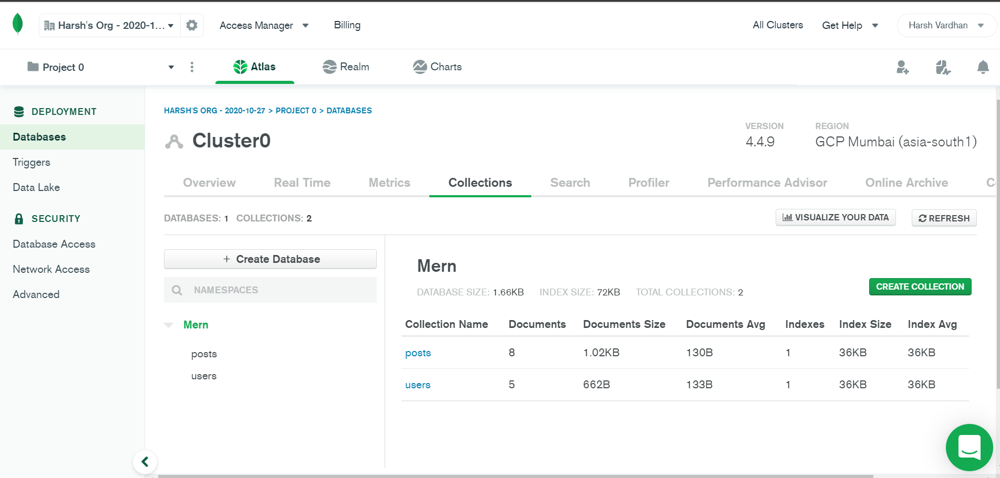 Harsh's Org - 2020-1... Access Manager Billing All Clusters Get Help Harsh Vardhan
Project 0 Atlas Realm Charts
DEPLOYMENT
Databases
Triggers
Data Lake
SECURITY
Database Access
Network Access
Advanced
HARSH'S ORG - 2020-10-27 > PROJECT 0 > DATABASES
Cluster0
VERSION REGION
4.4.9 GCP Mumbai (asia-south1)
Overview Real Time Metrics Collections Search Profiler Performance Advisor Online Archive
DATABASES: 1 COLLECTIONS: 2 VISUALIZE YOUR DATA REFRESH
+ Create Database
NAMESPACES
Mern
posts
users
Mern
DATABASE SIZE: 1.66KB INDEX SIZE: 72KB TOTAL COLLECTIONS: 2 CREATE COLLECTION
Collection Name Documents Documents Size Documents Avg Indexes Index Size Index Avg
posts 8 1.02KB 130B 1 36KB 36KB
users 5 662B 133B 1 36KB 36KB